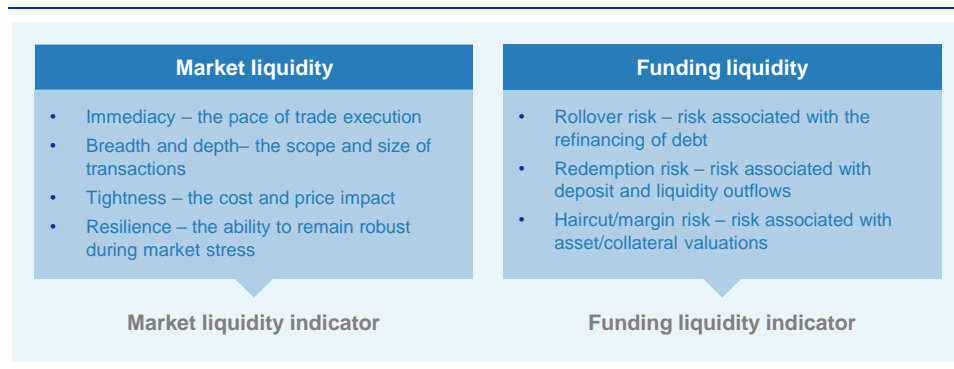 Market liquidity
• Immediacy – the pace of trade execution
• Breadth and depth– the scope and size of
transactions
• Tightness – the cost and price impact
• Resilience – the ability to remain robust
during market stress
Market liquidity indicator
Funding liquidity
• Rollover risk – risk associated with the
refinancing of debt
• Redemption risk – risk associated with
deposit and liquidity outflows
• Haircut/margin risk – risk associated with
asset/collateral valuations
Funding liquidity indicator